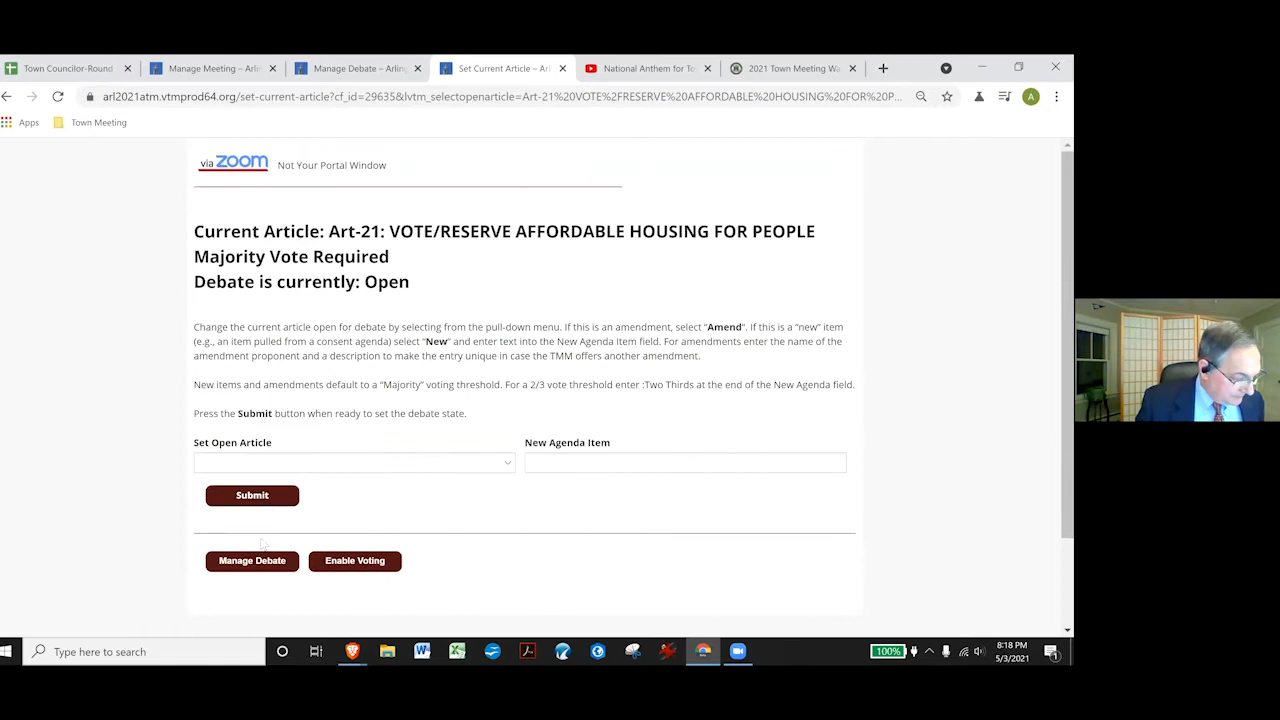 Town Councilor-Round
Manage Meeting – Arli
Manage Debate – Arling
Set Current Article – Arl
National Anthem for To
2021 Town Meeting Wa
arl2021atm.vtmprod64.org/set-current-article?cf_id=29635&lvtm_selectopenarticle=Art-21%20VOTE%2FRESERVE%20AFFORDABLE%20HOUSING%20FOR%20P...
A
Apps
Town Meeting
via zoom
Not Your Portal Window
Current Article: Art-21: VOTE/RESERVE AFFORDABLE HOUSING FOR PEOPLE
Majority Vote Required
Debate is currently: Open
Change the current article open for debate by selecting from the pull-down menu. If this is an amendment, select "Amend". If this is a "new" item
(e.g., an item pulled from a consent agenda) select "New" and enter text into the New Agenda Item field. For amendments enter the name of the
amendment proponent and a description to make the entry unique in case the TMM offers another amendment.
New items and amendments default to a "Majority" voting threshold. For a 2/3 vote threshold enter :Two Thirds at the end of the New Agenda field.
Press the Submit button when ready to set the debate state.
Set Open Article
New Agenda Item
Submit
Manage Debate
Enable Voting
Type here to search
100%
8:18 PM
5/3/2021
1